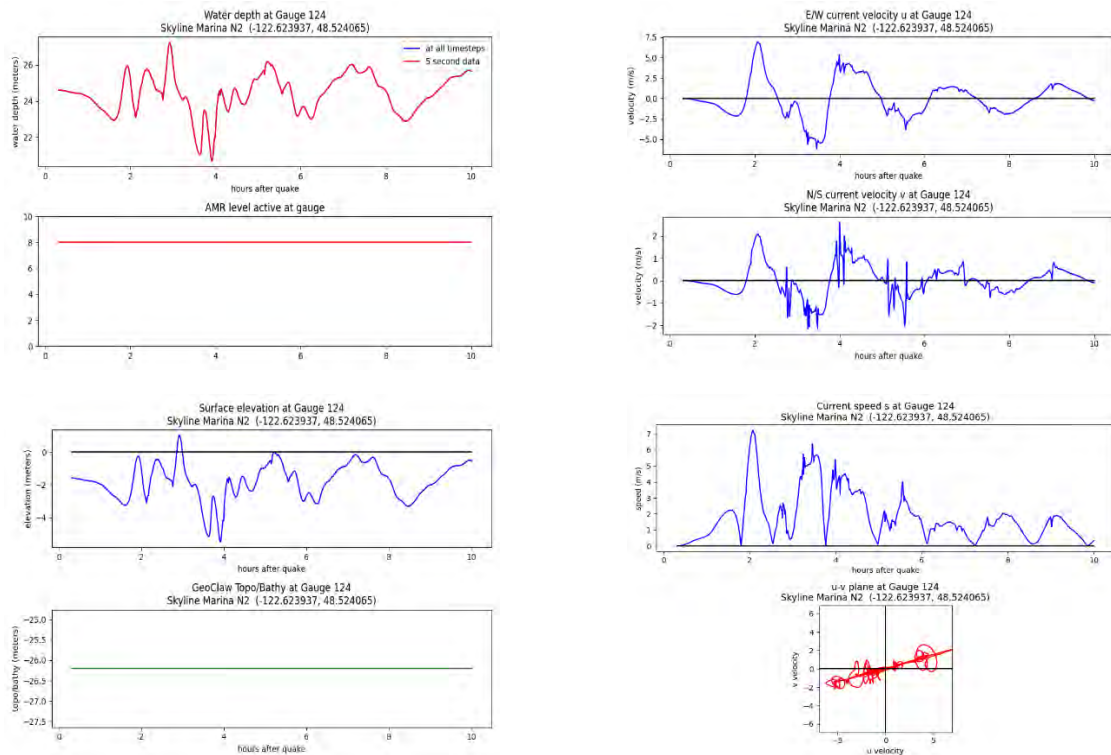 Water depth at Gauge 124
Skyline Marina N2 (-122.623937, 48.524065)
at all timesteps
5 second data
water depth (meters)
26
24
22
0 2 4 6 8 10
hours after quake
AMR level active at gauge
10
8
6
4
2
0
0 2 4 6 8 10
hours after quake
Surface elevation at Gauge 124
Skyline Marina N2 (-122.623937, 48.524065)
elevation (meters)
0
−2
−4
0 2 4 6 8 10
hours after quake
GeoClaw Topo/Bathy at Gauge 124
Skyline Marina N2 (-122.623937, 48.524065)
topo/bathy (meters)
−25.0
−25.5
−26.0
−26.5
−27.0
−27.5
0 2 4 6 8 10
hours after quake
E/W current velocity u at Gauge 124
Skyline Marina N2 (-122.623937, 48.524065)
velocity (m/s)
7.5
5.0
2.5
0.0
−2.5
−5.0
0 2 4 6 8 10
hours after quake
N/S current velocity v at Gauge 124
Skyline Marina N2 (-122.623937, 48.524065)
velocity (m/s)
2
1
0
−1
−2
0 2 4 6 8 10
hours after quake
Current speed s at Gauge 124
Skyline Marina N2 (-122.623937, 48.524065)
speed (m/s)
7
6
5
4
3
2
1
0
0 2 4 6 8 10
hours after quake
u-v plane at Gauge 124
Skyline Marina N2 (-122.623937, 48.524065)
v velocity
6
4
2
0
−2
−4
−6
−5 0 5
u velocity